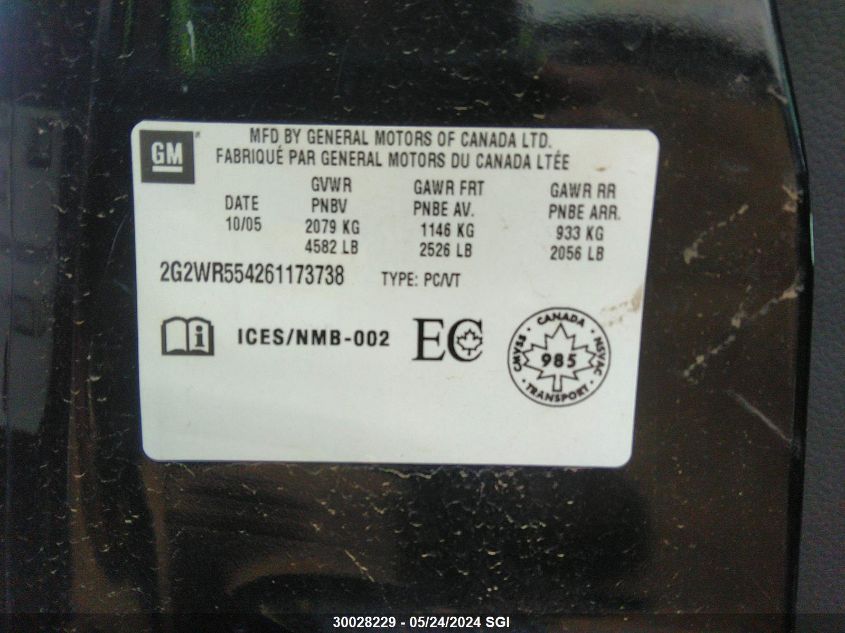 GM
MFD BY GENERAL MOTORS OF CANADA LTD.
FABRIQUÉ PAR GENERAL MOTORS DU CANADA LTÉE
DATE GVWR GAWR FRT GAWR RR
10/05 PNBV PNBE AV. PNBE ARR.
2079 KG 1146 KG 933 KG
4582 LB 2526 LB 2056 LB
2G2WR554261173738 TYPE: PC/VT
ICES/NMB-002 EC
CANADA
CMVSS 985 NSVAC
TRANSPORT
30028229 - 05/24/2024 SGI